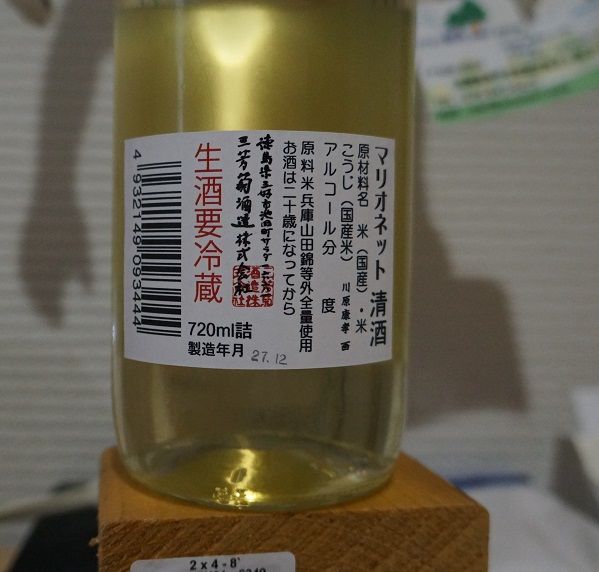 マリオネット 清酒
原材料名 米（国産）・米
こうじ（国産米） 川原康孝 西
アルコール分　度
原料米兵庫山田錦等外全量使用
お酒は二十歳になってから
徳島県三好市池田町サラダ
三芳菊酒造株式会社
生酒要冷蔵
720ml詰
製造年月 27.12
4 932149 093444
2 x 4 - 8'